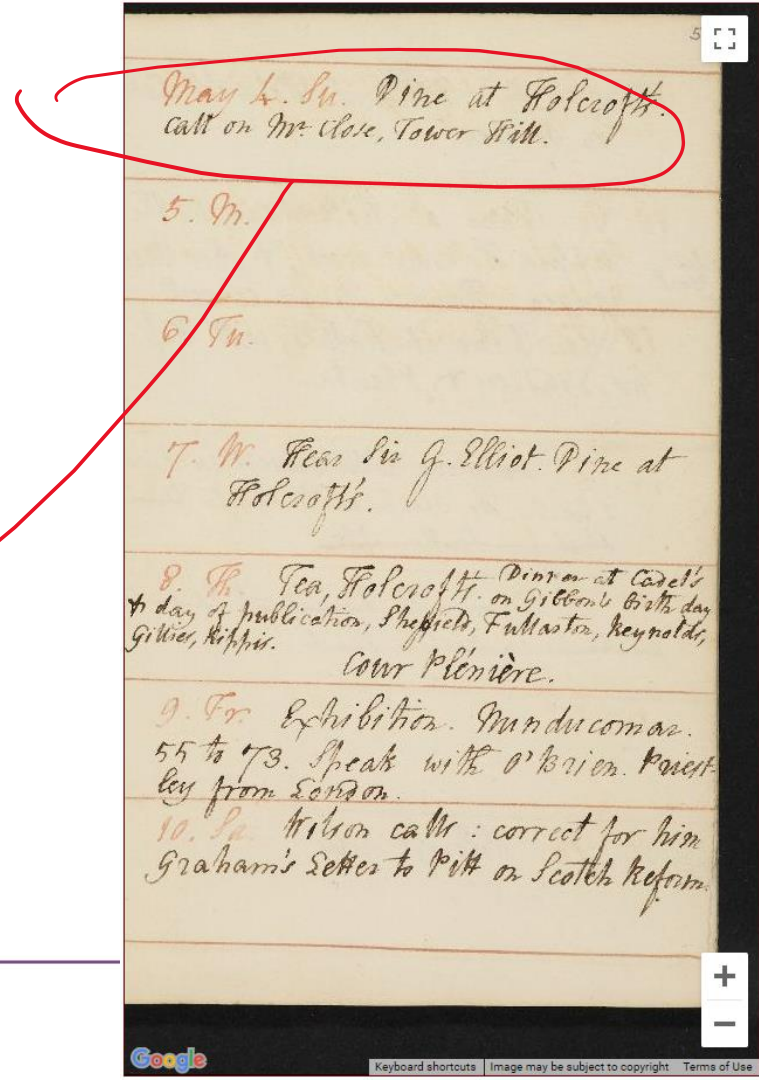 5
May 4. Su. Dine at Holcroft's.
call on Mr Close, Tower Hill.
5. M.
6 Tu.
7. W. Hear Sir G. Elliot. Dine at
Holcroft's.
8. Th. Tea, Holcroft's. Dinner at Cadel's
on Gibbon's birth day
& day of publication, Sheffield, Fullarton, Reynolds,
Gillies, Kippis.
Cour Plénière.
9. Fr. Exhibition. Nunducomar.
55 to 73. Speak with O'Brien. Priest-
ley from London.
10. Sa. Wilson calls : correct for him
Graham's Letter to Pitt on Scotch Reform.
Google
Keyboard shortcuts
Image may be subject to copyright
Terms of Use